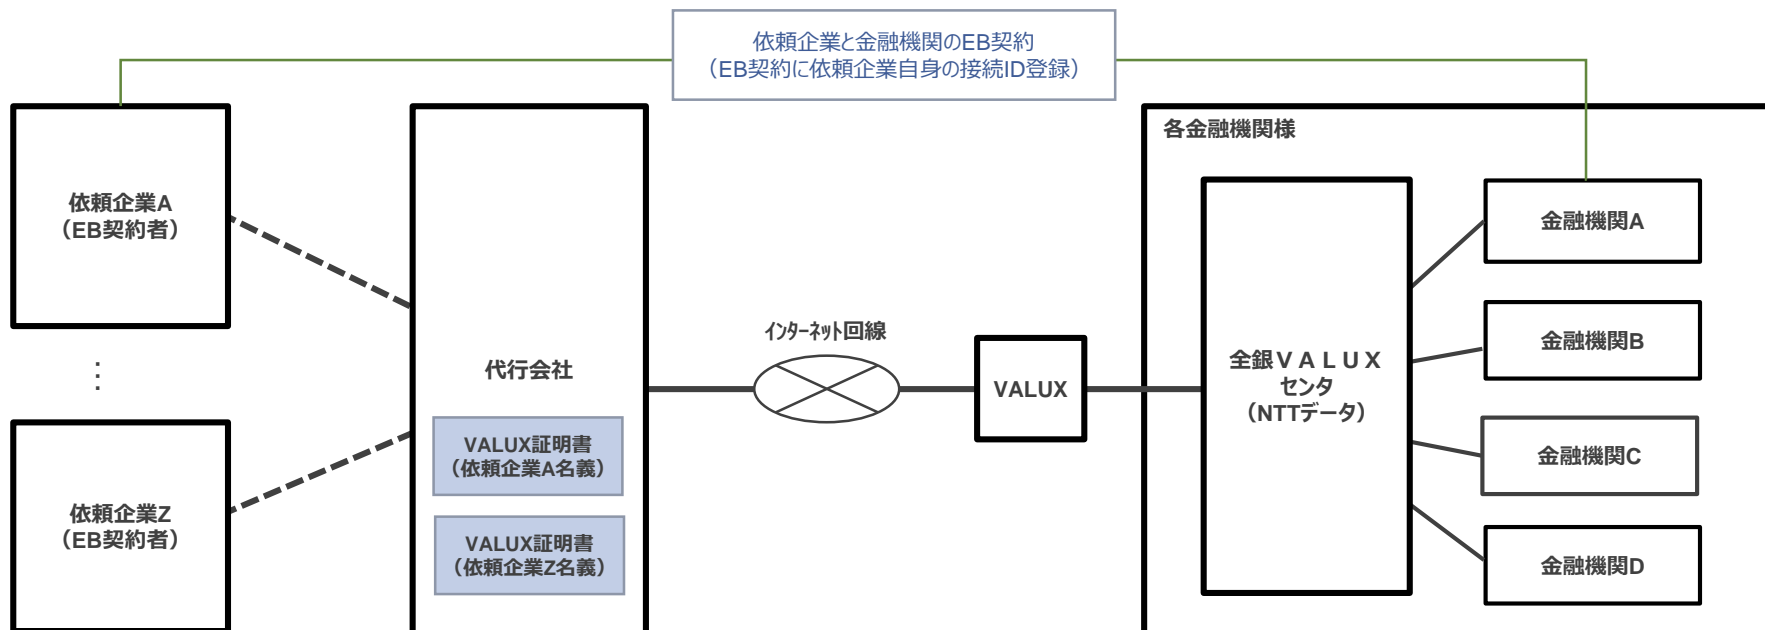 依頼企業と金融機関のEB契約
（EB契約に依頼企業自身の接続ID登録）
各金融機関様
依頼企業A
（EB契約者）
⋮
依頼企業Z
（EB契約者）
代行会社
VALUX証明書
（依頼企業A名義）
VALUX証明書
（依頼企業Z名義）
インターネット回線
VALUX
全銀ＶＡＬＵＸ
センタ
（NTTデータ）
金融機関A
金融機関B
金融機関C
金融機関D